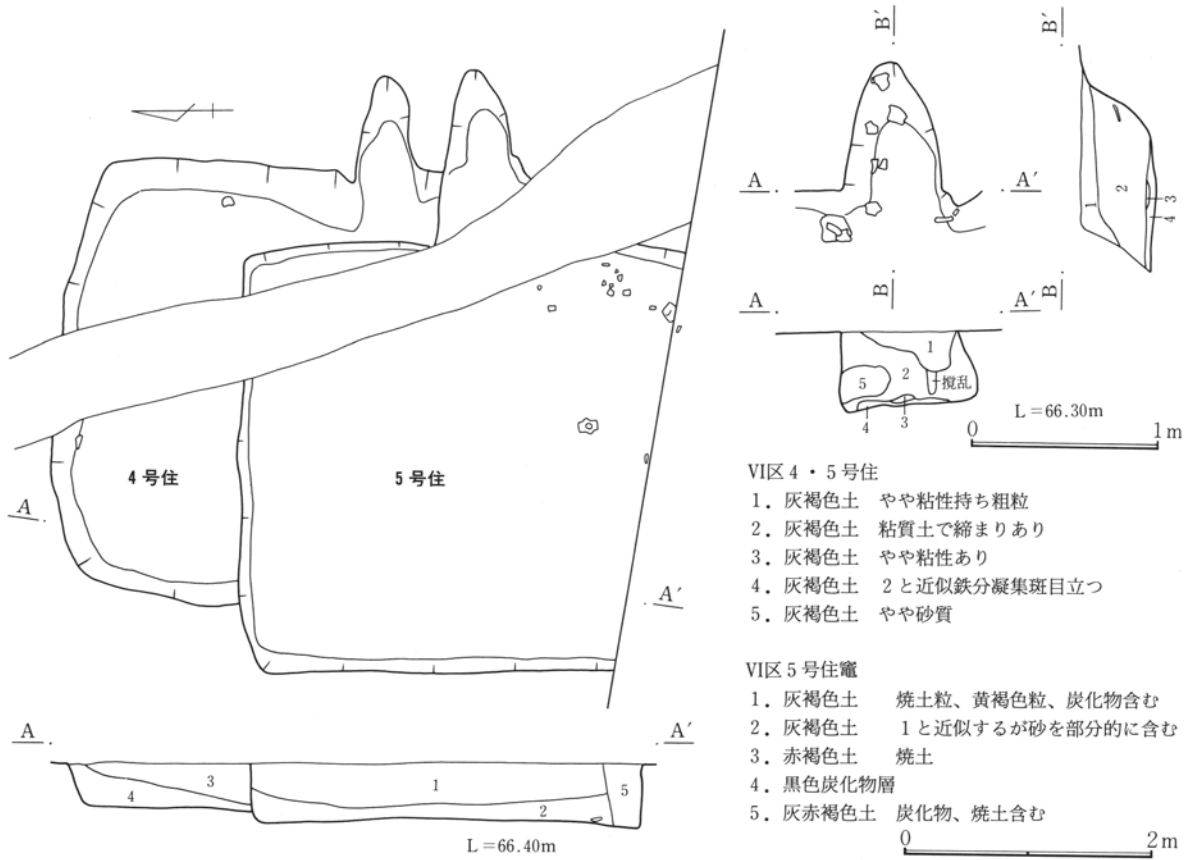 4号住
5号住
A
A′
A
A′
3
4
1
2
5
L＝66.40m
B′
A
A′
B
B′
1
2
3
4
B
A
A′
1
2
5
撹乱
4
3
L＝66.30m
0
1m
Ⅵ区4・5号住
1．灰褐色土　やや粘性持ち粗粒
2．灰褐色土　粘質土で締まりあり
3．灰褐色土　やや粘性あり
4．灰褐色土　2と近似鉄分凝集斑目立つ
5．灰褐色土　やや砂質
Ⅵ区5号住竈
1．灰褐色土　焼土粒、黄褐色粒、炭化物含む
2．灰褐色土　1と近似するが砂を部分的に含む
3．赤褐色土　焼土
4．黒色炭化物層
5．灰赤褐色土　炭化物、焼土含む
0
2m